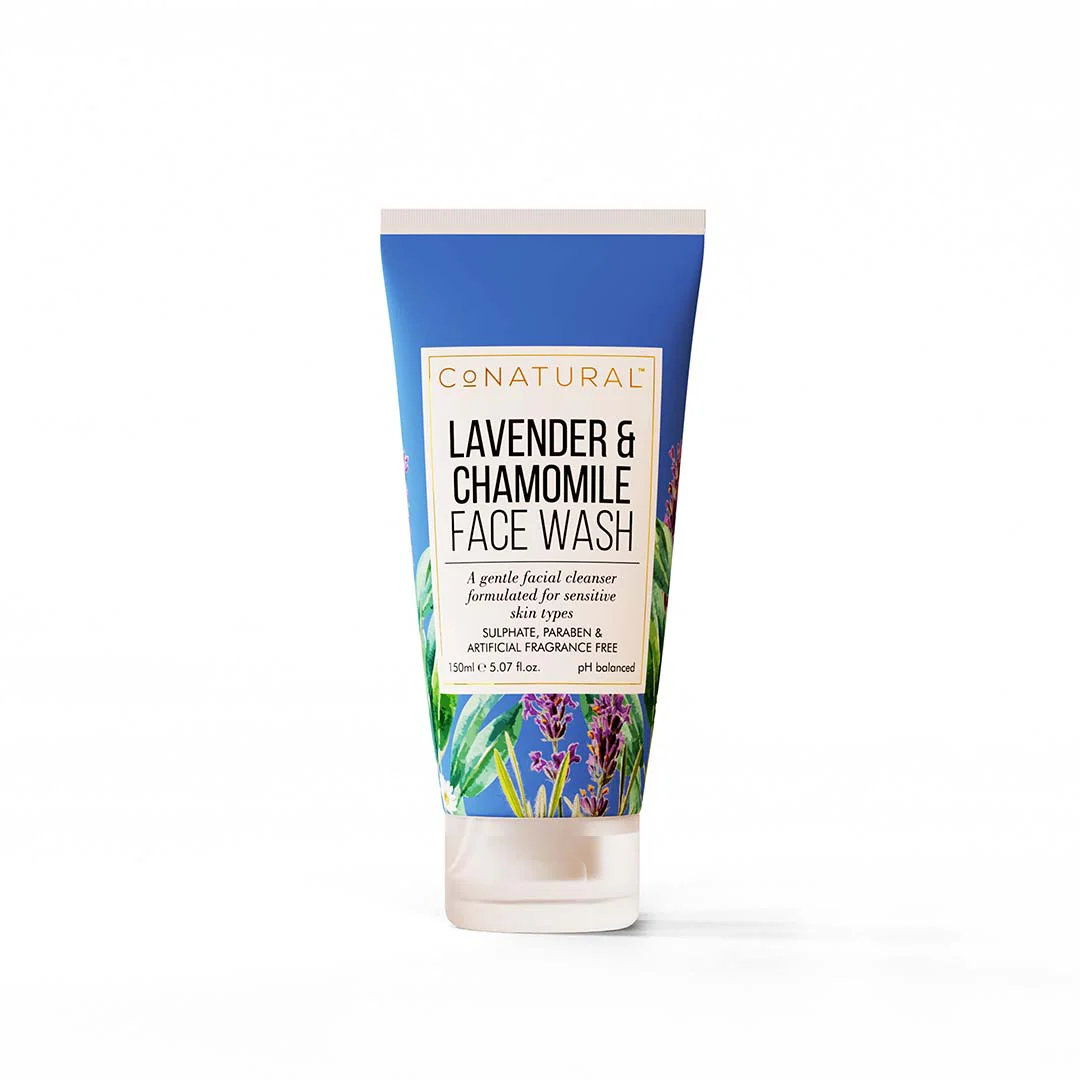 CoNATURAL™
LAVENDER &
CHAMOMILE
FACE WASH
A gentle facial cleanser
formulated for sensitive
skin types
SULPHATE, PARABEN &
ARTIFICIAL FRAGRANCE FREE
150ml ℮ 5.07 fl.oz. pH balanced